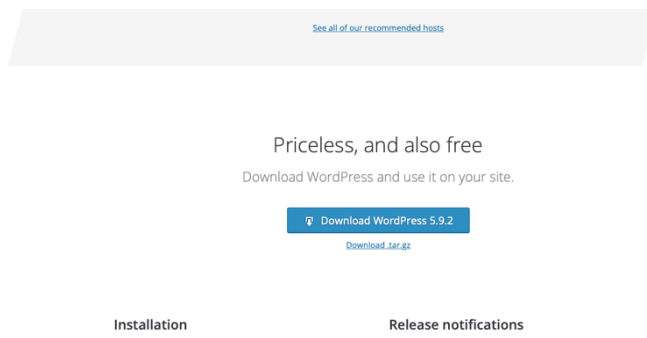 See all of our recommended hosts
Priceless, and also free
Download WordPress and use it on your site.
Download WordPress 5.9.2
Download .tar.gz
Installation
Release notifications